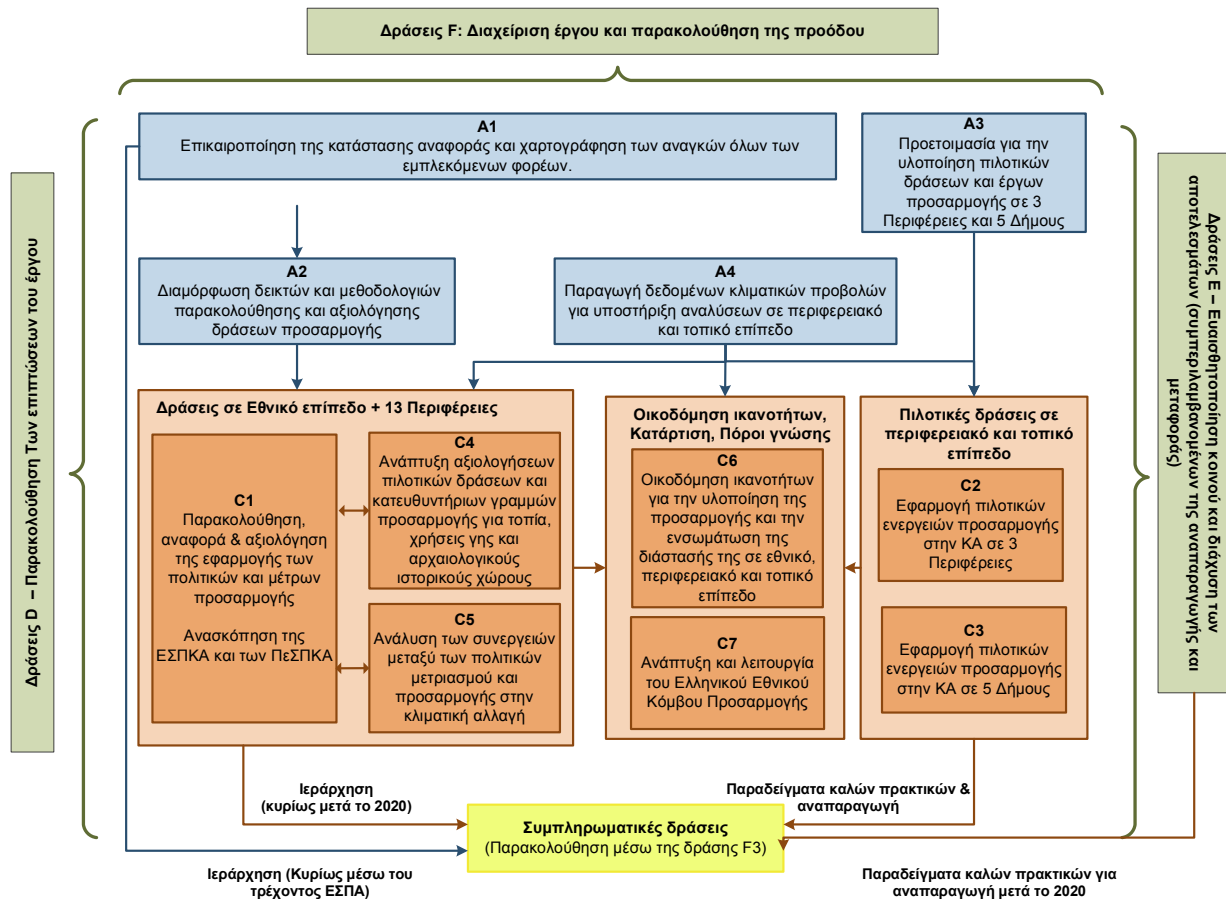 Δράσεις F: Διαχείριση έργου και παρακολούθηση της προόδου
Δράσεις D – Παρακολούθηση Των επιπτώσεων του έργου
A1
Επικαιροποίηση της κατάστασης αναφοράς και χαρτογράφηση των αναγκών όλων των
εμπλεκόμενων φορέων.
A3
Προετοιμασία για την
υλοποίηση πιλοτικών
δράσεων και έργων
προσαρμογής σε 3
Περιφέρειες και 5 Δήμους
Δράσεις E – Ευαισθητοποίηση κοινού και διάχυση των
αποτελεσμάτων (συμπεριλαμβανομένων της αναπαραγωγής και
μεταφοράς)
A2
Διαμόρφωση δεικτών και μεθοδολογιών
παρακολούθησης και αξιολόγησης
δράσεων προσαρμογής
A4
Παραγωγή δεδομένων κλιματικών προβολών
για υποστήριξη αναλύσεων σε περιφερειακό
και τοπικό επίπεδο
Δράσεις σε Εθνικό επίπεδο + 13 Περιφέρειες
C1
Παρακολούθηση,
αναφορά & αξιολόγηση
της εφαρμογής των
πολιτικών και μέτρων
προσαρμογής
Ανασκόπηση της
ΕΣΠΚΑ και των ΠεΣΠΚΑ
C4
Ανάπτυξη αξιολογήσεων
πιλοτικών δράσεων και
κατευθυντήριων γραμμών
προσαρμογής για τοπία,
χρήσεις γης και
αρχαιολογικούς
ιστορικούς χώρους
C5
Ανάλυση των συνεργειών
μεταξύ των πολιτικών
μετριασμού και
προσαρμογής στην
κλιματική αλλαγή
Οικοδόμηση ικανοτήτων,
Κατάρτιση, Πόροι γνώσης
C6
Οικοδόμηση ικανοτήτων
για την υλοποίηση της
προσαρμογής και την
ενσωμάτωση της
διάστασής της σε εθνικό,
περιφερειακό και τοπικό
επίπεδο
C7
Ανάπτυξη και λειτουργία
του Ελληνικού Εθνικού
Κόμβου Προσαρμογής
Πιλοτικές δράσεις σε
περιφερειακό και τοπικό
επίπεδο
C2
Εφαρμογή πιλοτικών
ενεργειών προσαρμογής
στην ΚΑ σε 3
Περιφέρειες
C3
Εφαρμογή πιλοτικών
ενεργειών προσαρμογής
στην ΚΑ σε 5 Δήμους
Ιεράρχηση
(κυρίως μετά το 2020)
Παραδείγματα καλών πρακτικών &
αναπαραγωγή
Συμπληρωματικές δράσεις
(Παρακολούθηση μέσω της δράσης F3)
Ιεράρχηση (Κυρίως μέσω του
τρέχοντος ΕΣΠΑ)
Παραδείγματα καλών πρακτικών για
αναπαραγωγή μετά το 2020